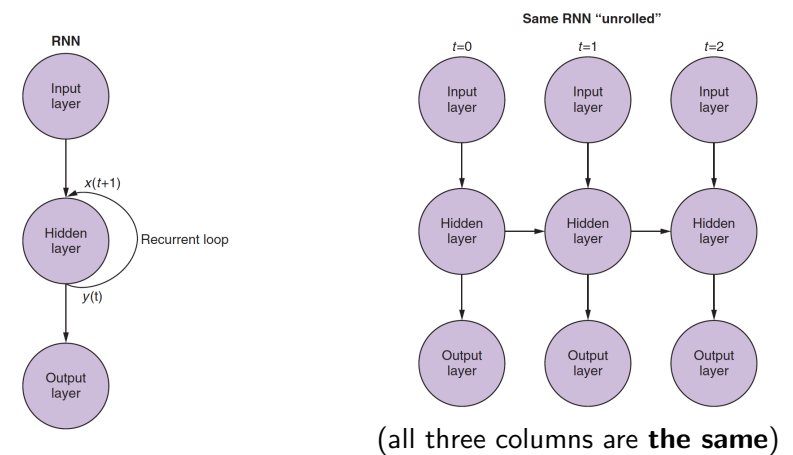 RNN
Input
layer
x(t+1)
Hidden
layer
Recurrent loop
y(t)
Output
layer
Same RNN “unrolled”
t=0
t=1
t=2
Input
layer
Input
layer
Input
layer
Hidden
layer
Hidden
layer
Hidden
layer
Output
layer
Output
layer
Output
layer
(all three columns are the same)